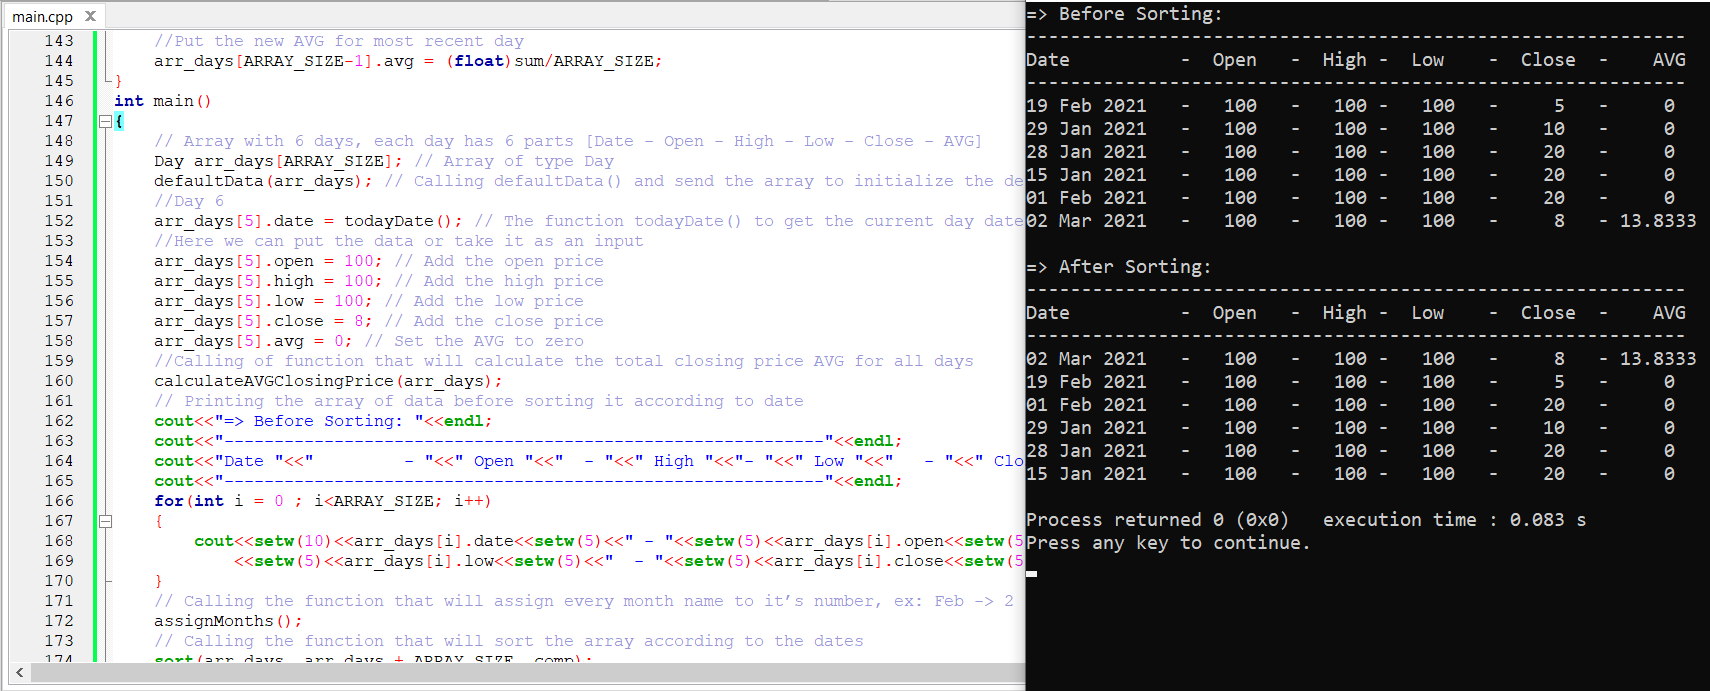 main.cpp X
143 //Put the new AVG for most recent day
144 arr_days[ARRAY_SIZE-1].avg = (float)sum/ARRAY_SIZE;
145 }
146 int main()
147 {
148 // Array with 6 days, each day has 6 parts [Date - Open - High - Low - Close - AVG]
149 Day arr_days[ARRAY_SIZE]; // Array of type Day
150 defaultData(arr_days); // Calling defaultData() and send the array to initialize the de
151 //Day 6
152 arr_days[5].date = todayDate(); // The function todayDate() to get the current day date
153 //Here we can put the data or take it as an input
154 arr_days[5].open = 100; // Add the open price
155 arr_days[5].high = 100; // Add the high price
156 arr_days[5].low = 100; // Add the low price
157 arr_days[5].close = 8; // Add the close price
158 arr_days[5].avg = 0; // Set the AVG to zero
159 //Calling of function that will calculate the total closing price AVG for all days
160 calculateAVGClosingPrice(arr_days);
161 // Printing the array of data before sorting it according to date
162 cout<<"=> Before Sorting: "<<endl;
163 cout<<"------------------------------------------------------------"<<endl;
164 cout<<"Date "<<"         - "<<" Open "<<"  - "<<" High "<<"- "<<" Low "<<"   - "<<" Clo
165 cout<<"------------------------------------------------------------"<<endl;
166 for(int i = 0 ; i<ARRAY_SIZE; i++)
167 {
168 cout<<setw(10)<<arr_days[i].date<<setw(5)<<" - "<<setw(5)<<arr_days[i].open<<setw(5
169 <<setw(5)<<arr_days[i].low<<setw(5)<<"  - "<<setw(5)<<arr_days[i].close<<setw(5
170 }
171 // Calling the function that will assign every month name to it’s number, ex: Feb -> 2
172 assignMonths();
173 // Calling the function that will sort the array according to the dates
174 sort(arr_days, arr_days + ARRAY_SIZE, comp);
=> Before Sorting:
------------------------------------------------------------
Date - Open - High - Low - Close - AVG
------------------------------------------------------------
19 Feb 2021 - 100 - 100 - 100 - 5 - 0
29 Jan 2021 - 100 - 100 - 100 - 10 - 0
28 Jan 2021 - 100 - 100 - 100 - 20 - 0
15 Jan 2021 - 100 - 100 - 100 - 20 - 0
01 Feb 2021 - 100 - 100 - 100 - 20 - 0
02 Mar 2021 - 100 - 100 - 100 - 8 - 13.8333
=> After Sorting:
------------------------------------------------------------
Date - Open - High - Low - Close - AVG
------------------------------------------------------------
02 Mar 2021 - 100 - 100 - 100 - 8 - 13.8333
19 Feb 2021 - 100 - 100 - 100 - 5 - 0
01 Feb 2021 - 100 - 100 - 100 - 20 - 0
29 Jan 2021 - 100 - 100 - 100 - 10 - 0
28 Jan 2021 - 100 - 100 - 100 - 20 - 0
15 Jan 2021 - 100 - 100 - 100 - 20 - 0
Process returned 0 (0x0)   execution time : 0.083 s
Press any key to continue.